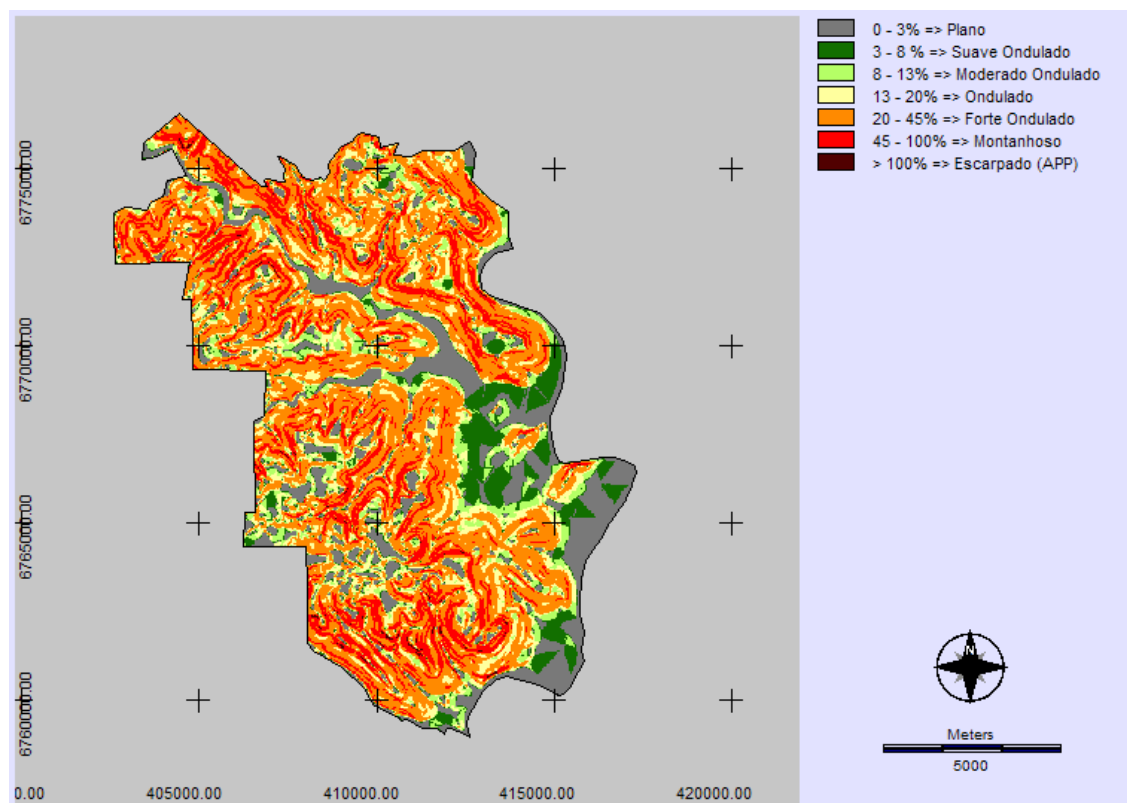 0 - 3% => Plano
3 - 8 % => Suave Ondulado
8 - 13% => Moderado Ondulado
13 - 20% => Ondulado
20 - 45% => Forte Ondulado
45 - 100% => Montanhoso
> 100% => Escarpado (APP)
6775000.00
6770000.00
6765000.00
6760000.00
N
Meters
5000
0.00 405000.00 410000.00 415000.00 420000.00